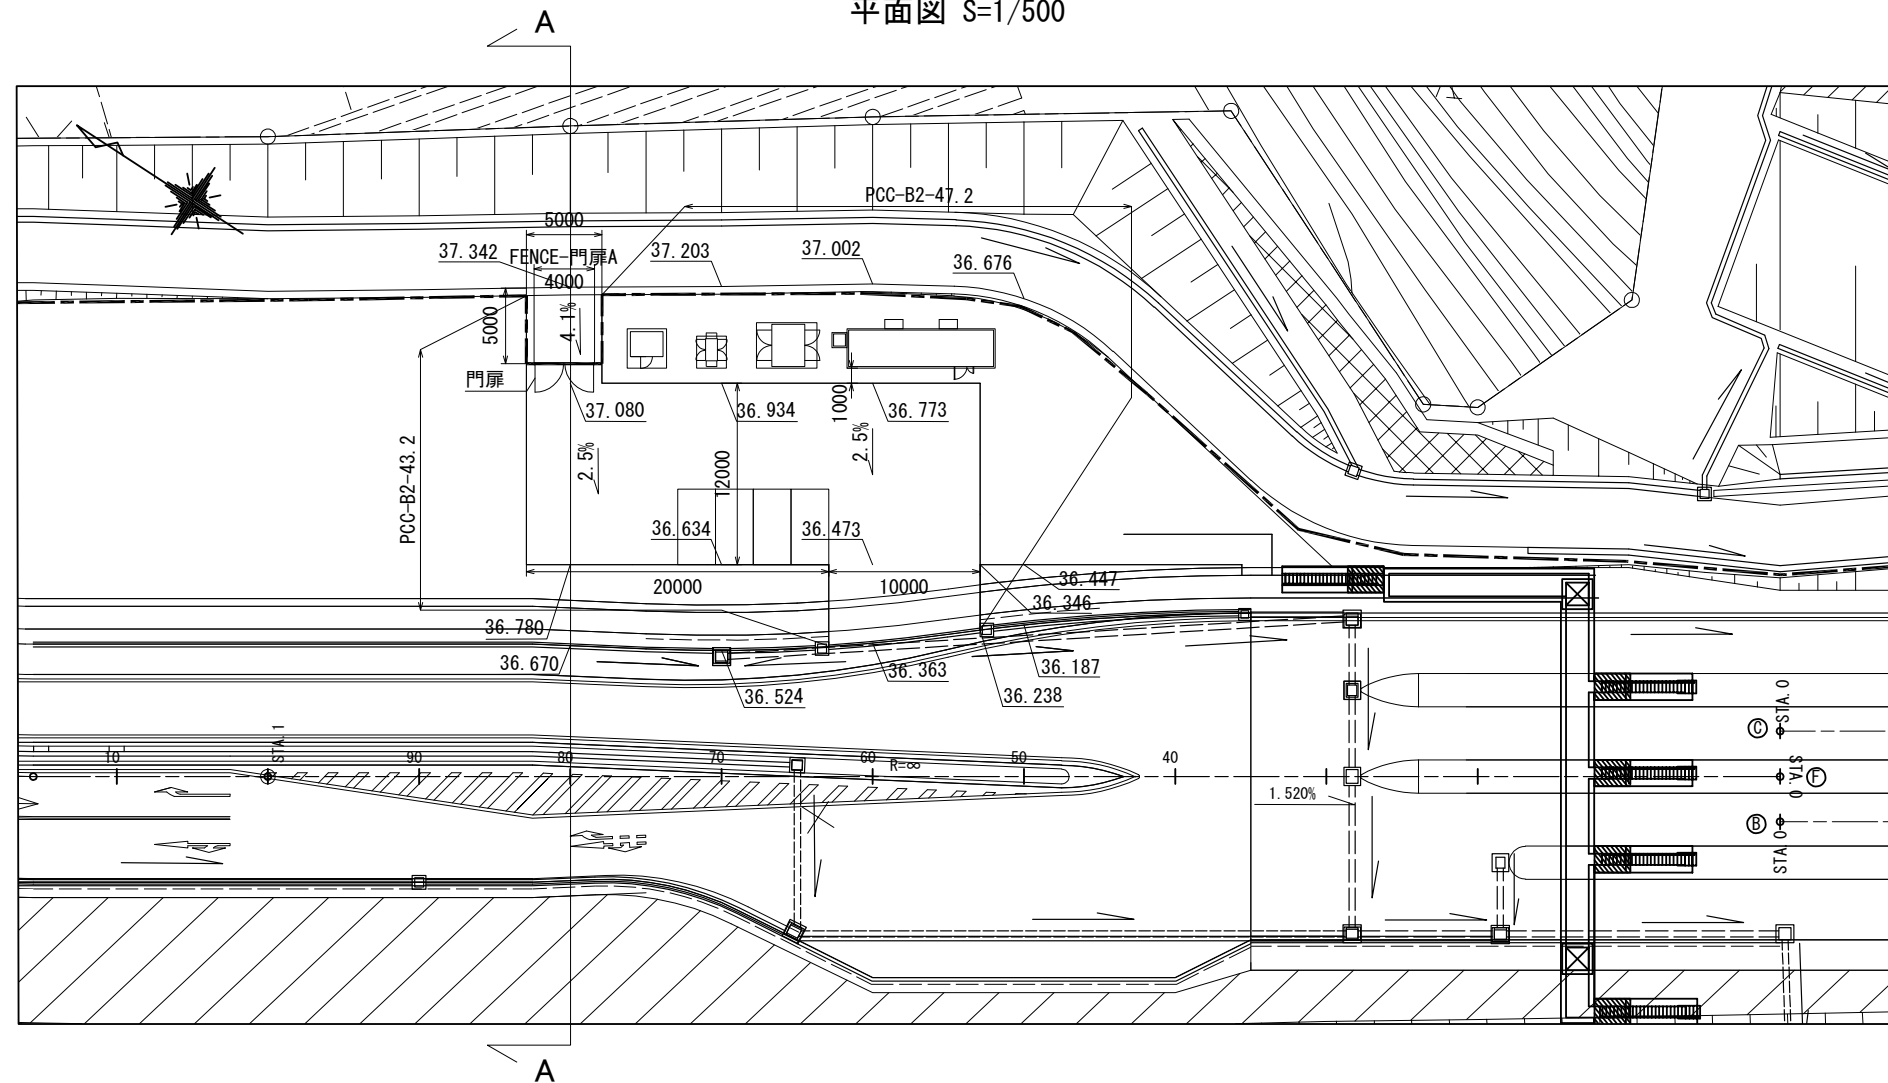 平面図 S=1/500
A
PCC-B2-47.2
5000
37.342
FENCE-門扉A
37.203
37.002
36.676
4000
5000
4.1%
門扉
37.080
36.934
1000
36.773
PCC-B2-43.2
2.5%
12000
2.5%
36.634
36.473
20000
10000
36.447
36.346
36.780
36.670
36.363
36.187
36.524
36.238
STA.1
10
90
80
70
60
R=∞
50
40
1.520%
C
STA.0
F
STA.0
B
STA.0
A